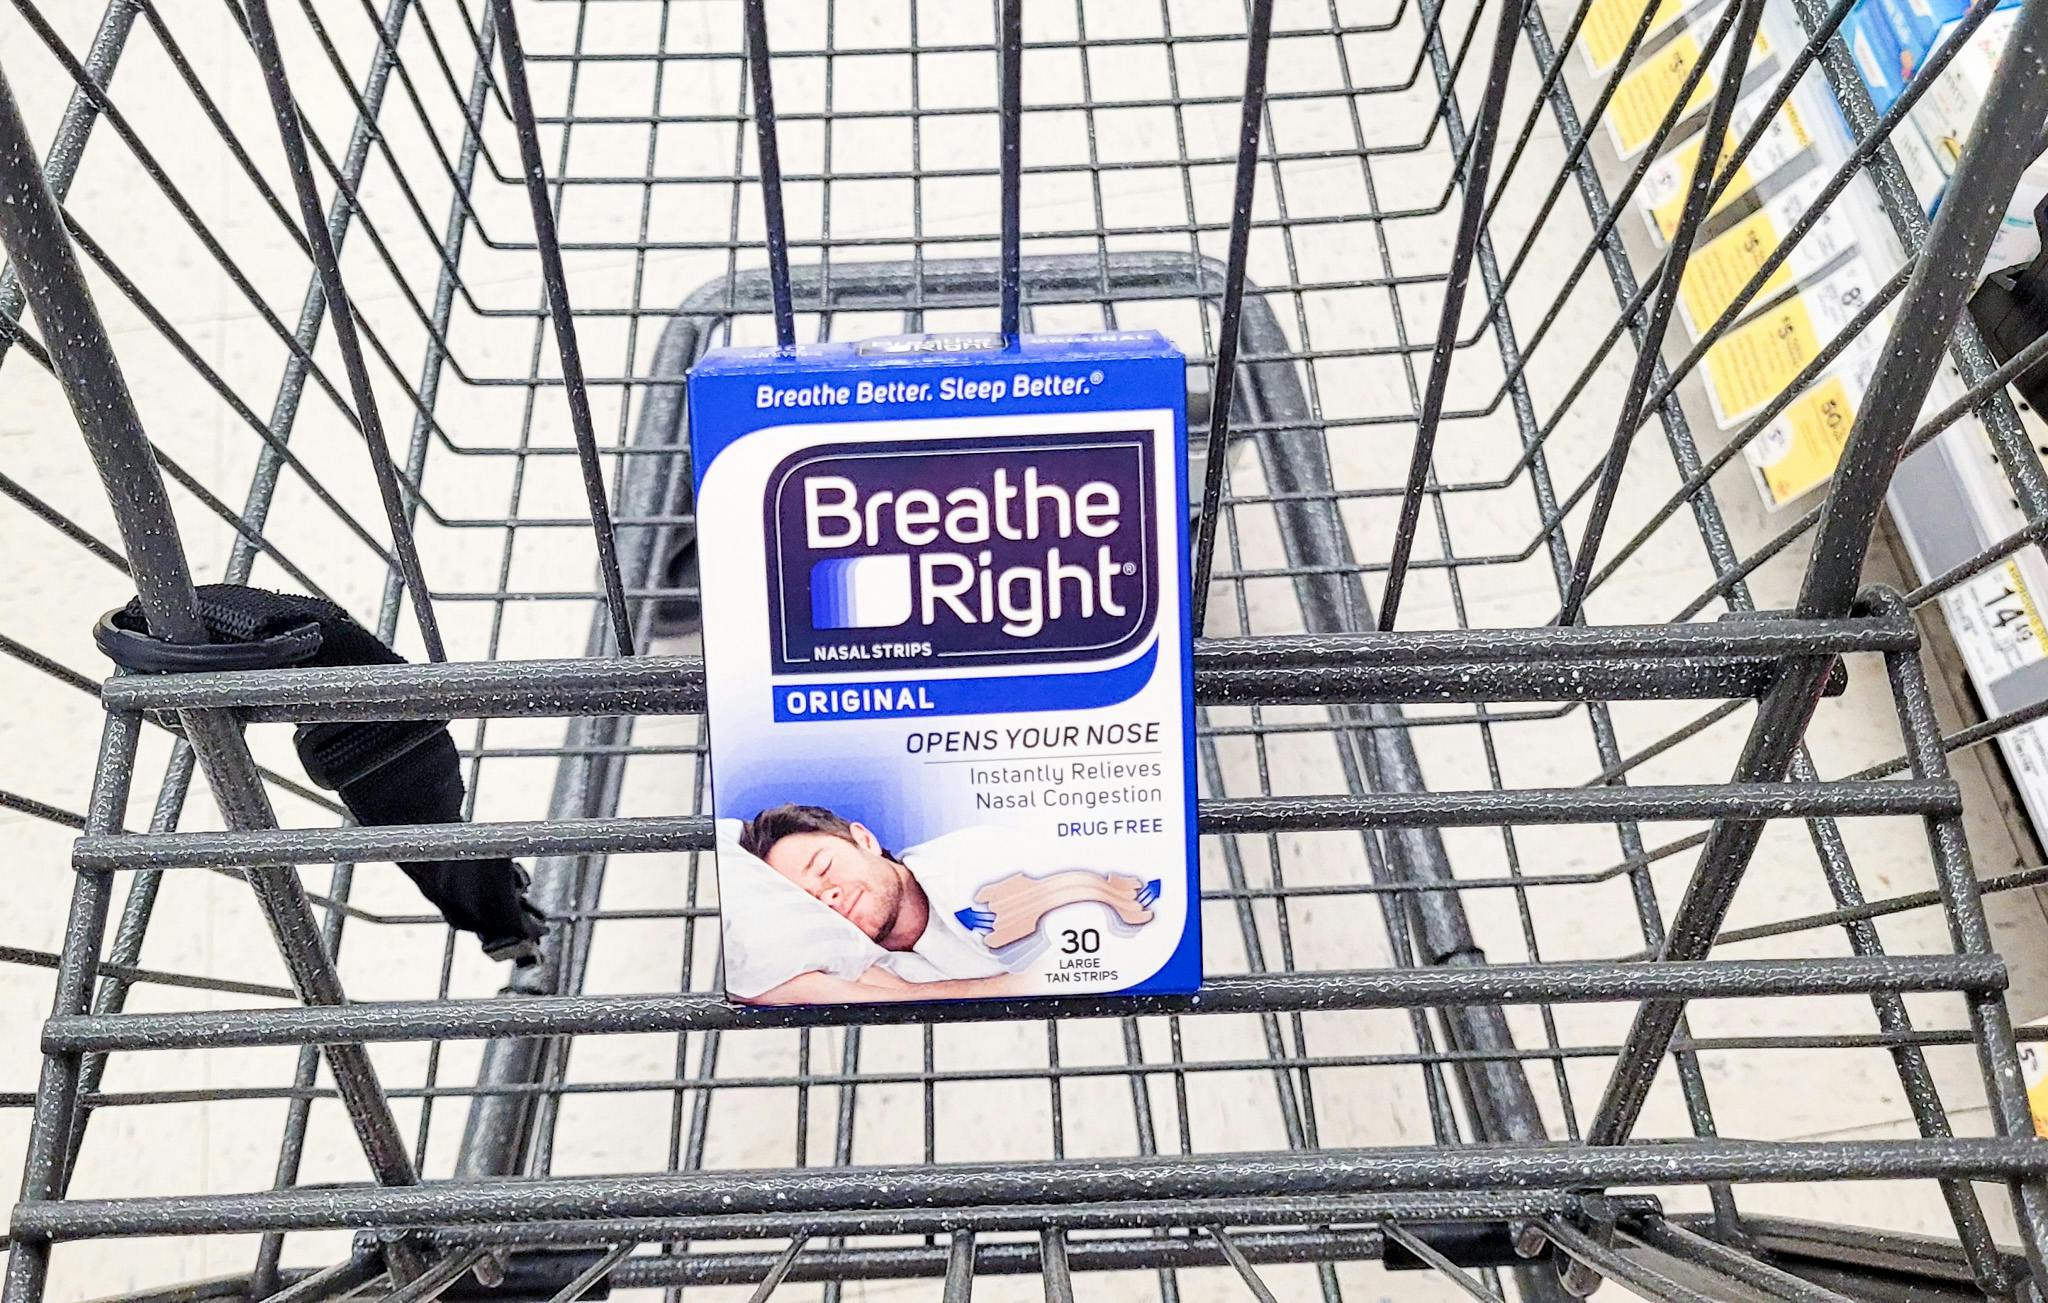 Breathe Better. Sleep Better.®
Breathe
Right®
NASAL STRIPS
ORIGINAL
OPENS YOUR NOSE
Instantly Relieves
Nasal Congestion
DRUG FREE
30
LARGE
TAN STRIPS
14